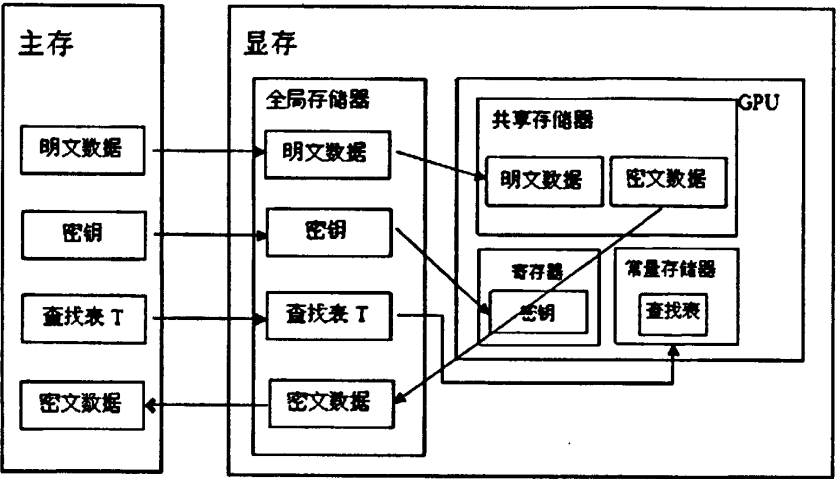 主存
明文数据
密钥
查找表 T
密文数据
显存
全局存储器
明文数据
密钥
查找表 T
密文数据
GPU
共享存储器
明文数据
密文数据
寄存器
密钥
常量存储器
查找表